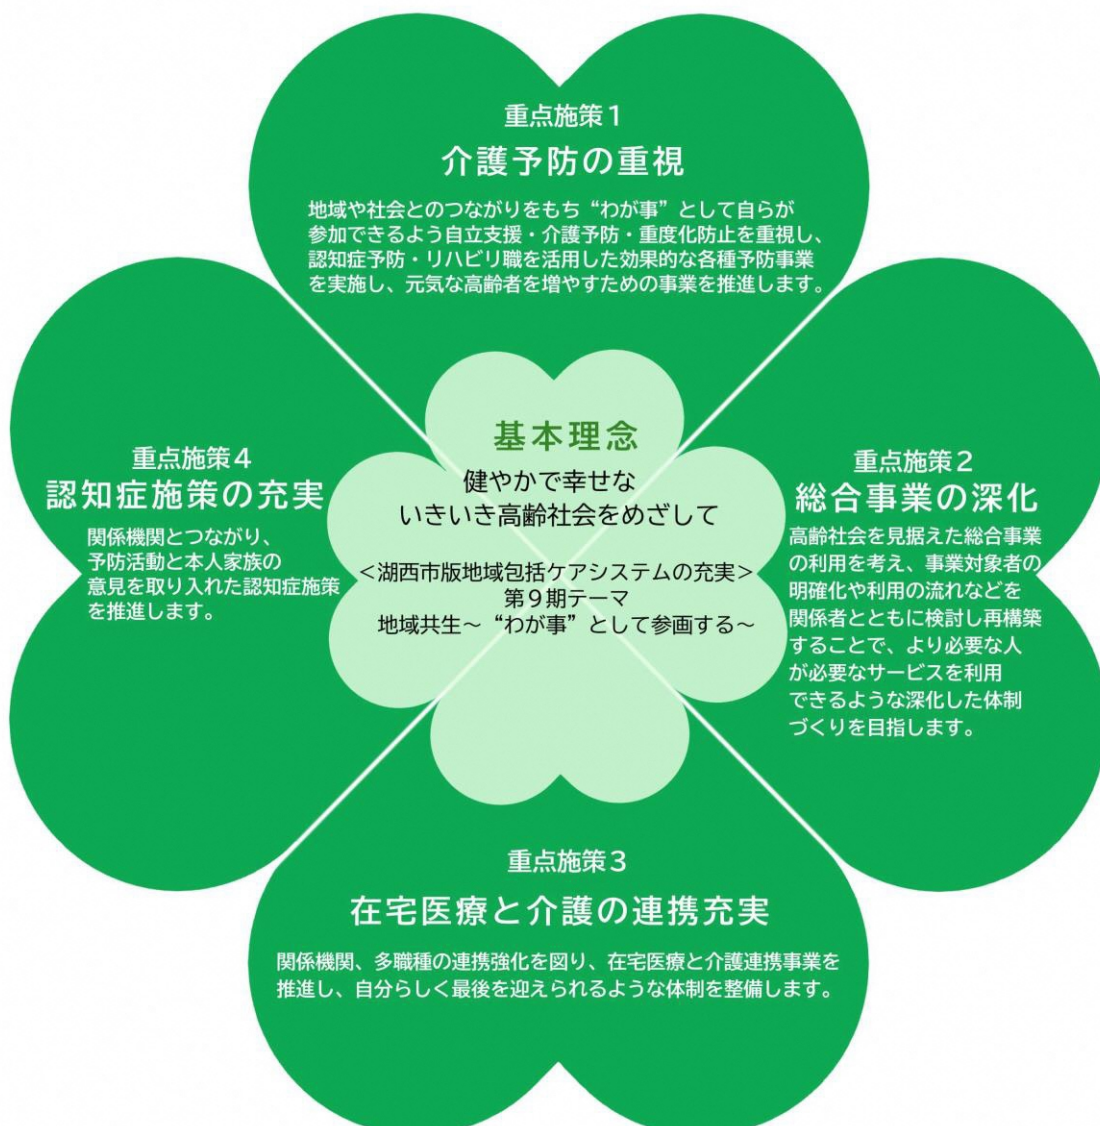 重点施策1
介護予防の重視
地域や社会とのつながりをもち“わが事”として自らが
参加できるよう自立支援・介護予防・重度化防止を重視し、
認知症予防・リハビリ職を活用した効果的な各種予防事業
を実施し、元気な高齢者を増やすための事業を推進します。
基本理念
健やかで幸せな
いきいき高齢社会をめざして
<湖西市版地域包括ケアシステムの充実>
第9期テーマ
地域共生～“わが事”として参画する～
重点施策2
総合事業の深化
高齢社会を見据えた総合事業
の利用を考え、事業対象者の
明確化や利用の流れなどを
関係者とともに検討し再構築
することで、より必要な人
が必要なサービスを利用
できるような深化した体制
づくりを目指します。
重点施策3
在宅医療と介護の連携充実
関係機関、多職種の連携強化を図り、在宅医療と介護連携事業を
推進し、自分らしく最後を迎えられるような体制を整備します。
重点施策4
認知症施策の充実
関係機関とつながり、
予防活動と本人家族の
意見を取り入れた認知症施策
を推進します。